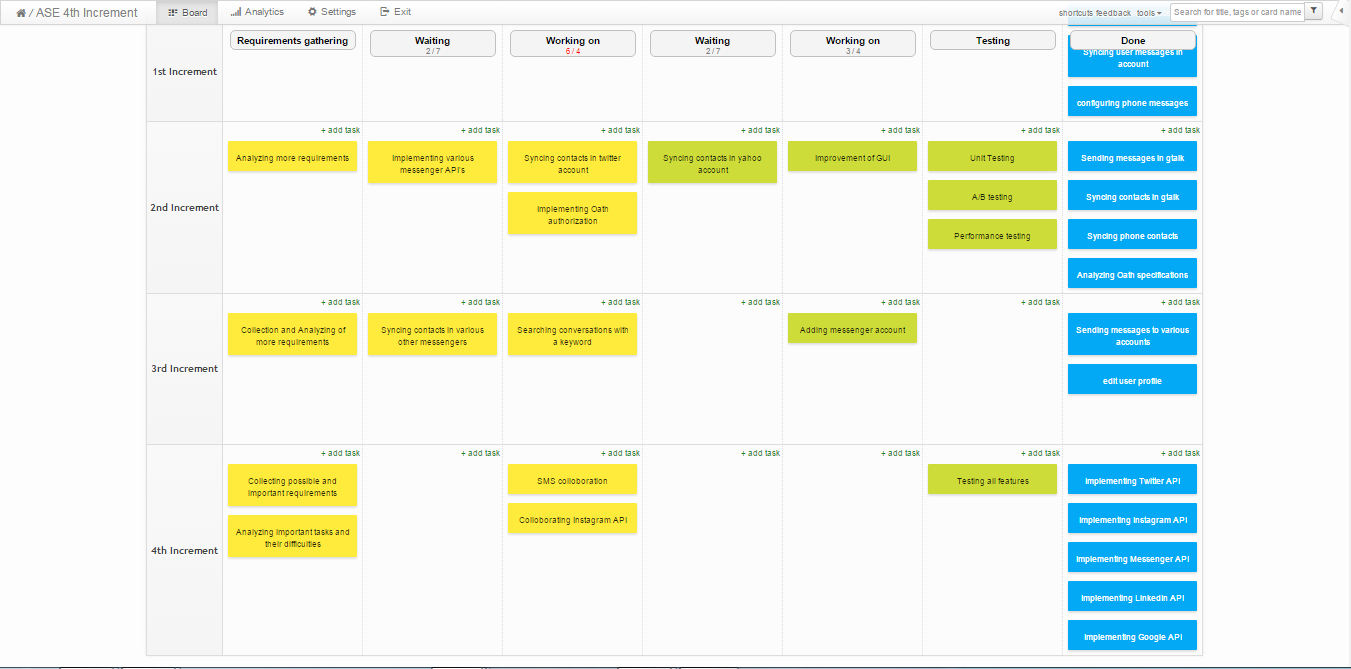 / ASE 4th Increment
Board
Analytics
Settings
Exit
shortcuts feedback tools
Search for title, tags or card name
Requirements gathering
Waiting
2 / 7
Working on
6 / 4
Waiting
2 / 7
Working on
3 / 4
Testing
Done
1st Increment
Syncing user messages in
account
configuring phone messages
+ add task
+ add task
+ add task
+ add task
+ add task
+ add task
+ add task
2nd Increment
Analyzing more requirements
Implementing various
messenger API's
Syncing contacts in twitter
account
Implementing Oath
authorization
Syncing contacts in yahoo
account
Improvement of GUI
Unit Testing
A/B testing
Performance testing
Sending messages in gtalk
Syncing contacts in gtalk
Syncing phone contacts
Analyzing Oath specifications
+ add task
+ add task
+ add task
+ add task
+ add task
+ add task
+ add task
3rd Increment
Collection and Analyzing of
more requirements
Syncing contacts in various
other messengers
Searching conversations with
a keyword
Adding messenger account
Sending messages to various
accounts
edit user profile
+ add task
+ add task
+ add task
+ add task
+ add task
+ add task
+ add task
4th Increment
Collecting possible and
important requirements
Analyzing important tasks and
their difficulties
SMS colloboration
Colloborating Instagram API
Testing all features
Implementing Twitter API
Implementing Instagram API
Implementing Messenger API
Implementing LinkedIn API
Implementing Google API